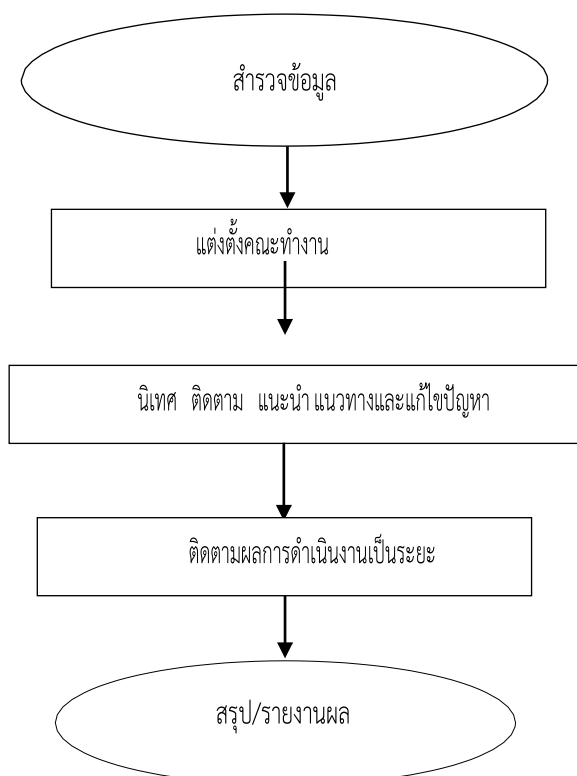 สำรวจข้อมูล
แต่งตั้งคณะทำงาน
นิเทศ ติดตาม แนะนำ แนวทางและแก้ไขปัญหา
ติดตามผลการดำเนินงานเป็นระยะ
สรุป/รายงานผล